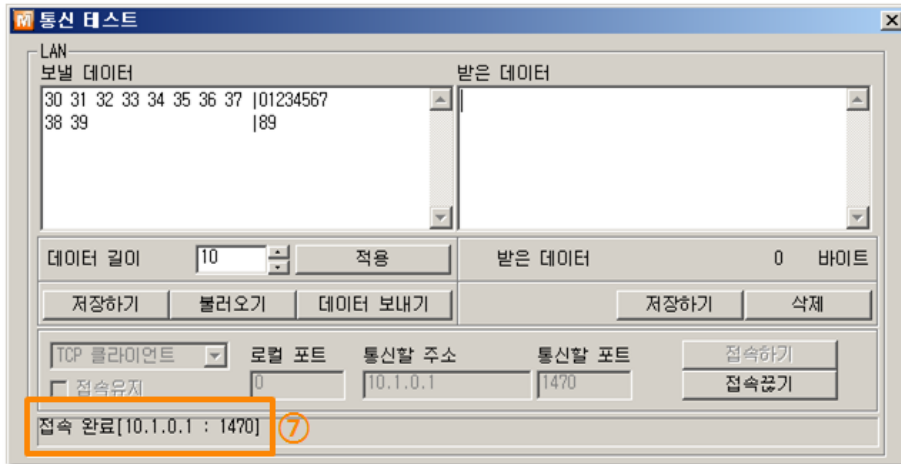 통신 테스트
LAN
보낼 데이터
받은 데이터
30 31 32 33 34 35 36 37 |01234567
38 39 |89
데이터 길이 10 적용
받은 데이터 0 바이트
저장하기 불러오기 데이터 보내기
저장하기 삭제
TCP 클라이언트 로컬 포트 통신할 주소 통신할 포트 접속하기
접속유지 0 10.1.0.1 1470 접속끊기
접속 완료[10.1.0.1 : 1470] ⑦